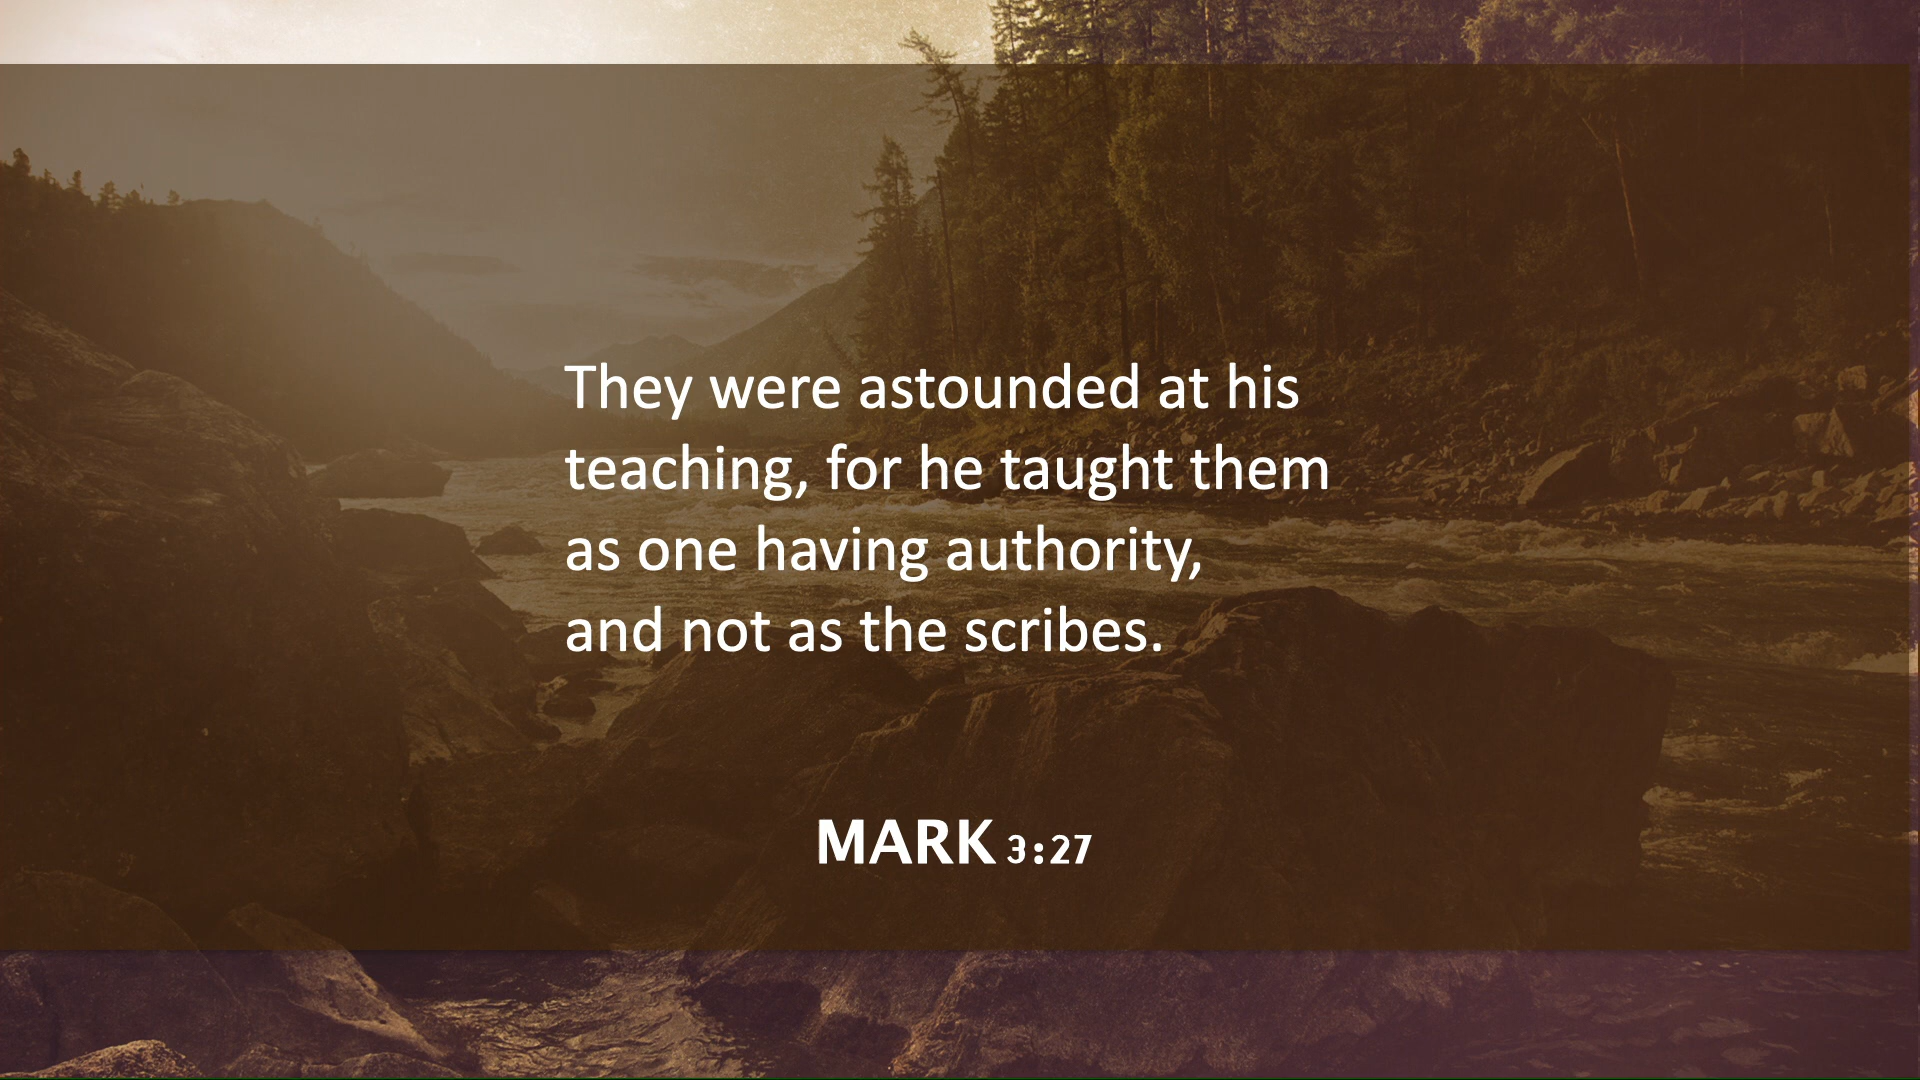 They were astounded at his
teaching, for he taught them
as one having authority,
and not as the scribes.
MARK 3:27